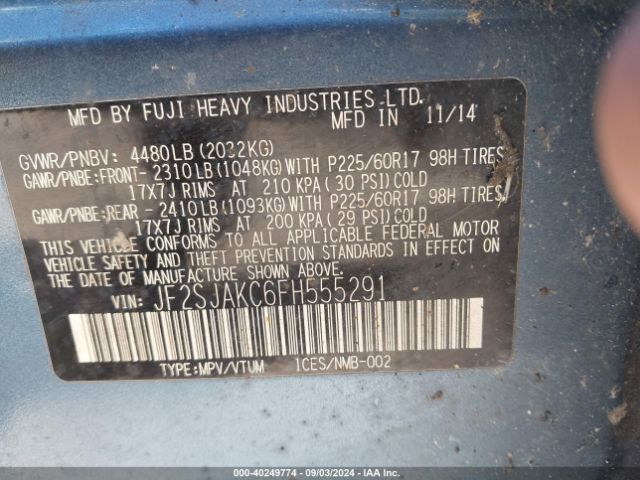 MFD BY FUJI HEAVY INDUSTRIES LTD.
MFD IN 11/14
GVWR/PNBV: 4480LB(2032KG)
GAWR/PNBE:FRONT- 2310LB(1048KG)WITH P225/60R17 98H TIRES
17X7J RIMS AT 210 KPA(30 PSI)COLD
GAWR/PNBE:REAR - 2410LB(1093KG)WITH P225/60R17 98H TIRES
17X7J RIMS AT 200 KPA(29 PSI)COLD
THIS VEHICLE CONFORMS TO ALL APPLICABLE FEDERAL MOTOR
VEHICLE SAFETY AND THEFT PREVENTION STANDARDS IN EFFECT ON
THE DATE OF MANUFACTURE SHOWN ABOVE.
VIN: JF2SJAKC6FH555291
TYPE:MPV/VTUM 1CES/NMB-002
000-40249774 - 09/03/2024 - IAA Inc.